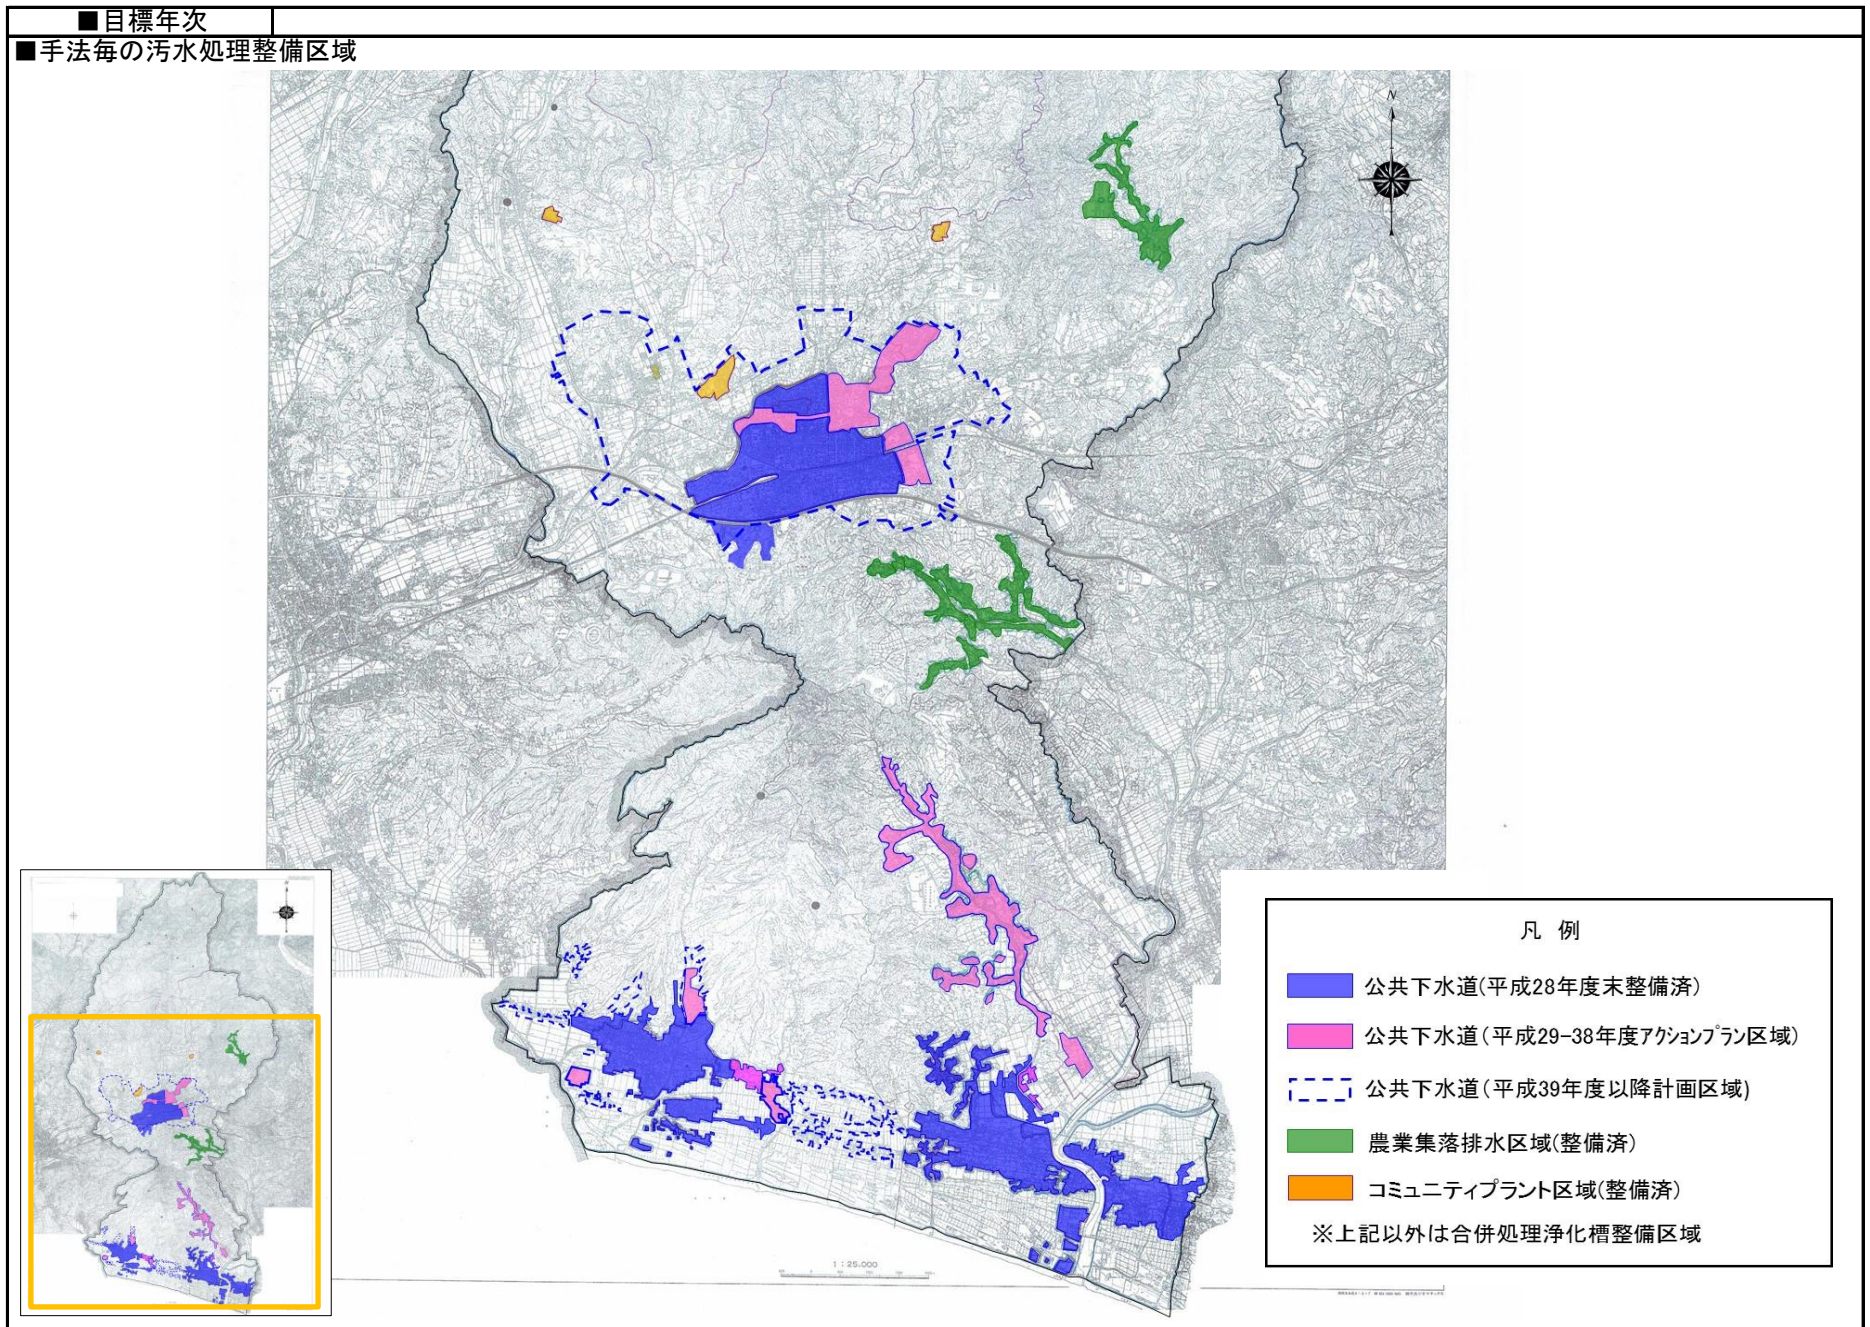 ■目標年次
■手法毎の汚水処理整備区域
N
凡 例
公共下水道(平成28年度末整備済)
公共下水道(平成29-38年度アクションプラン区域)
公共下水道(平成39年度以降計画区域)
農業集落排水区域(整備済)
コミュニティプラント区域(整備済)
※上記以外は合併処理浄化槽整備区域
1:25,000